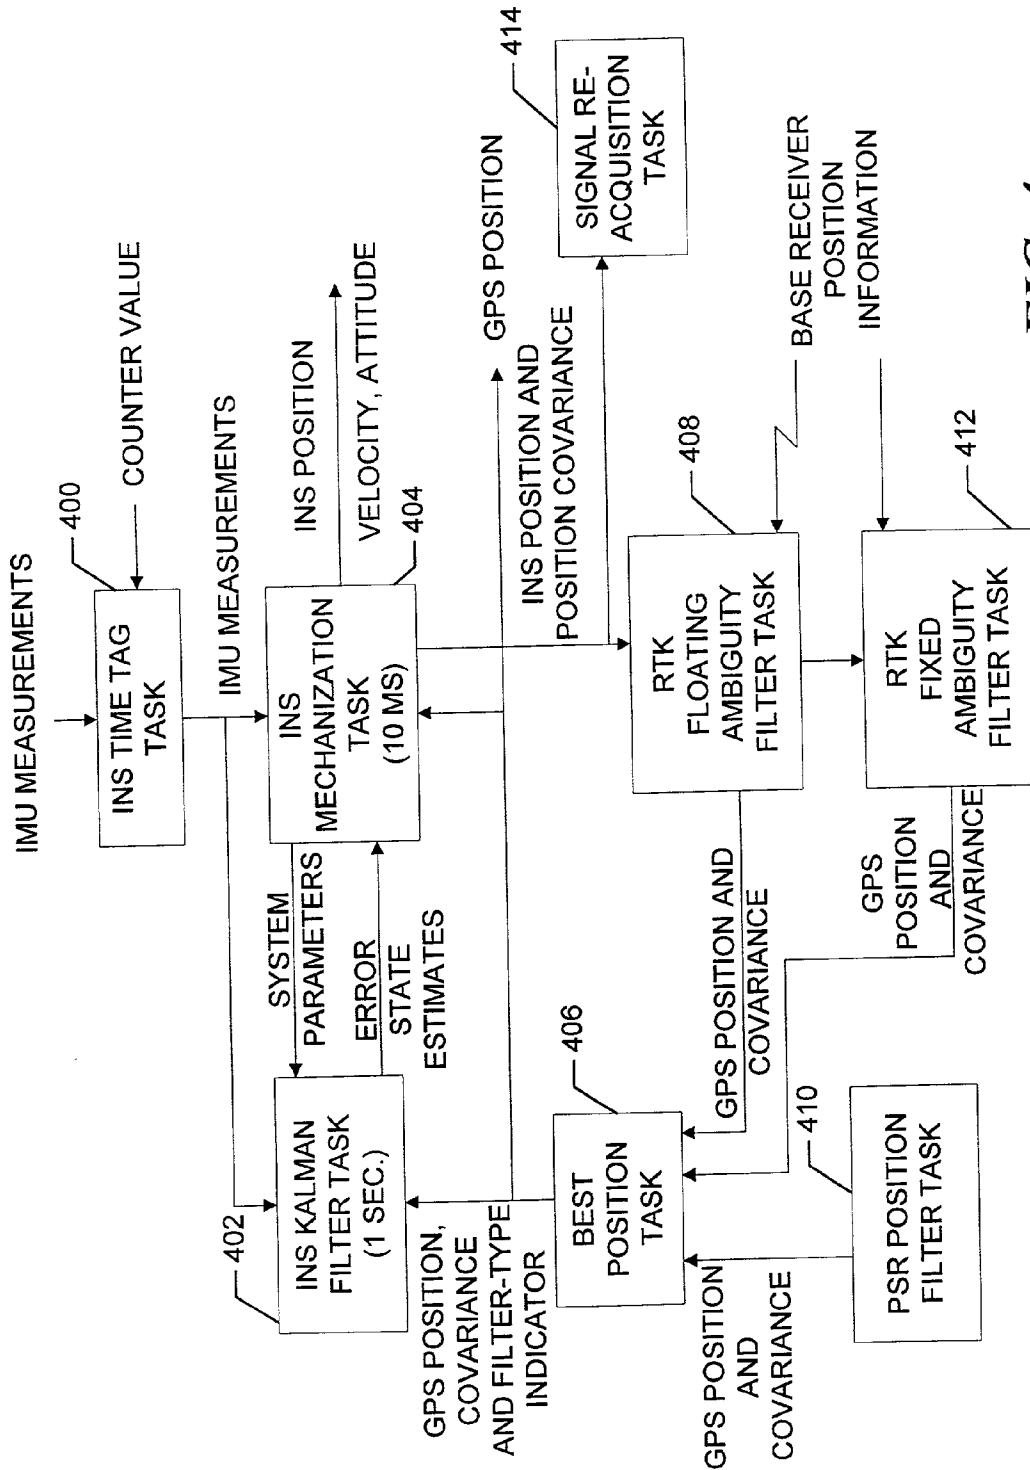 IMU MEASUREMENTS
400
COUNTER VALUE
INS TIME TAG
TASK
IMU MEASUREMENTS
INS POSITION
VELOCITY, ATTITUDE
402
INS KALMAN
FILTER TASK
(1 SEC.)
SYSTEM
PARAMETERS
ERROR
STATE
ESTIMATES
INS
MECHANIZATION
TASK
(10 MS)
404
GPS POSITION
INS POSITION AND
POSITION COVARIANCE
414
SIGNAL RE-
ACQUISITION
TASK
GPS POSITION,
COVARIANCE
AND FILTER-TYPE
INDICATOR
406
BEST
POSITION
TASK
GPS POSITION AND
COVARIANCE
408
RTK
FLOATING
AMBIGUITY
FILTER TASK
BASE RECEIVER
POSITION
INFORMATION
GPS POSITION
AND
COVARIANCE
410
PSR POSITION
FILTER TASK
GPS
POSITION
AND
COVARIANCE
412
RTK
FIXED
AMBIGUITY
FILTER TASK